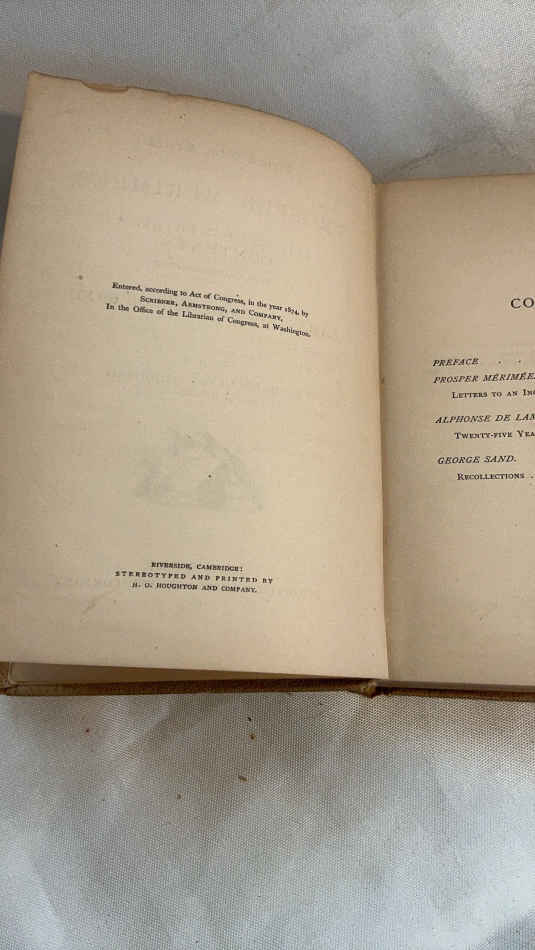 Entered, according to Act of Congress, in the year 1874, by
SCRIBNER, ARMSTRONG, AND COMPANY,
In the Office of the Librarian of Congress, at Washington.
RIVERSIDE, CAMBRIDGE:
STEREOTYPED AND PRINTED BY
H. O. HOUGHTON AND COMPANY.
CO
PREFACE . .
PROSPER MÉRIMÉE.
LETTERS TO AN INC
ALPHONSE DE LAM
TWENTY-FIVE YEA
GEORGE SAND.
RECOLLECTIONS .